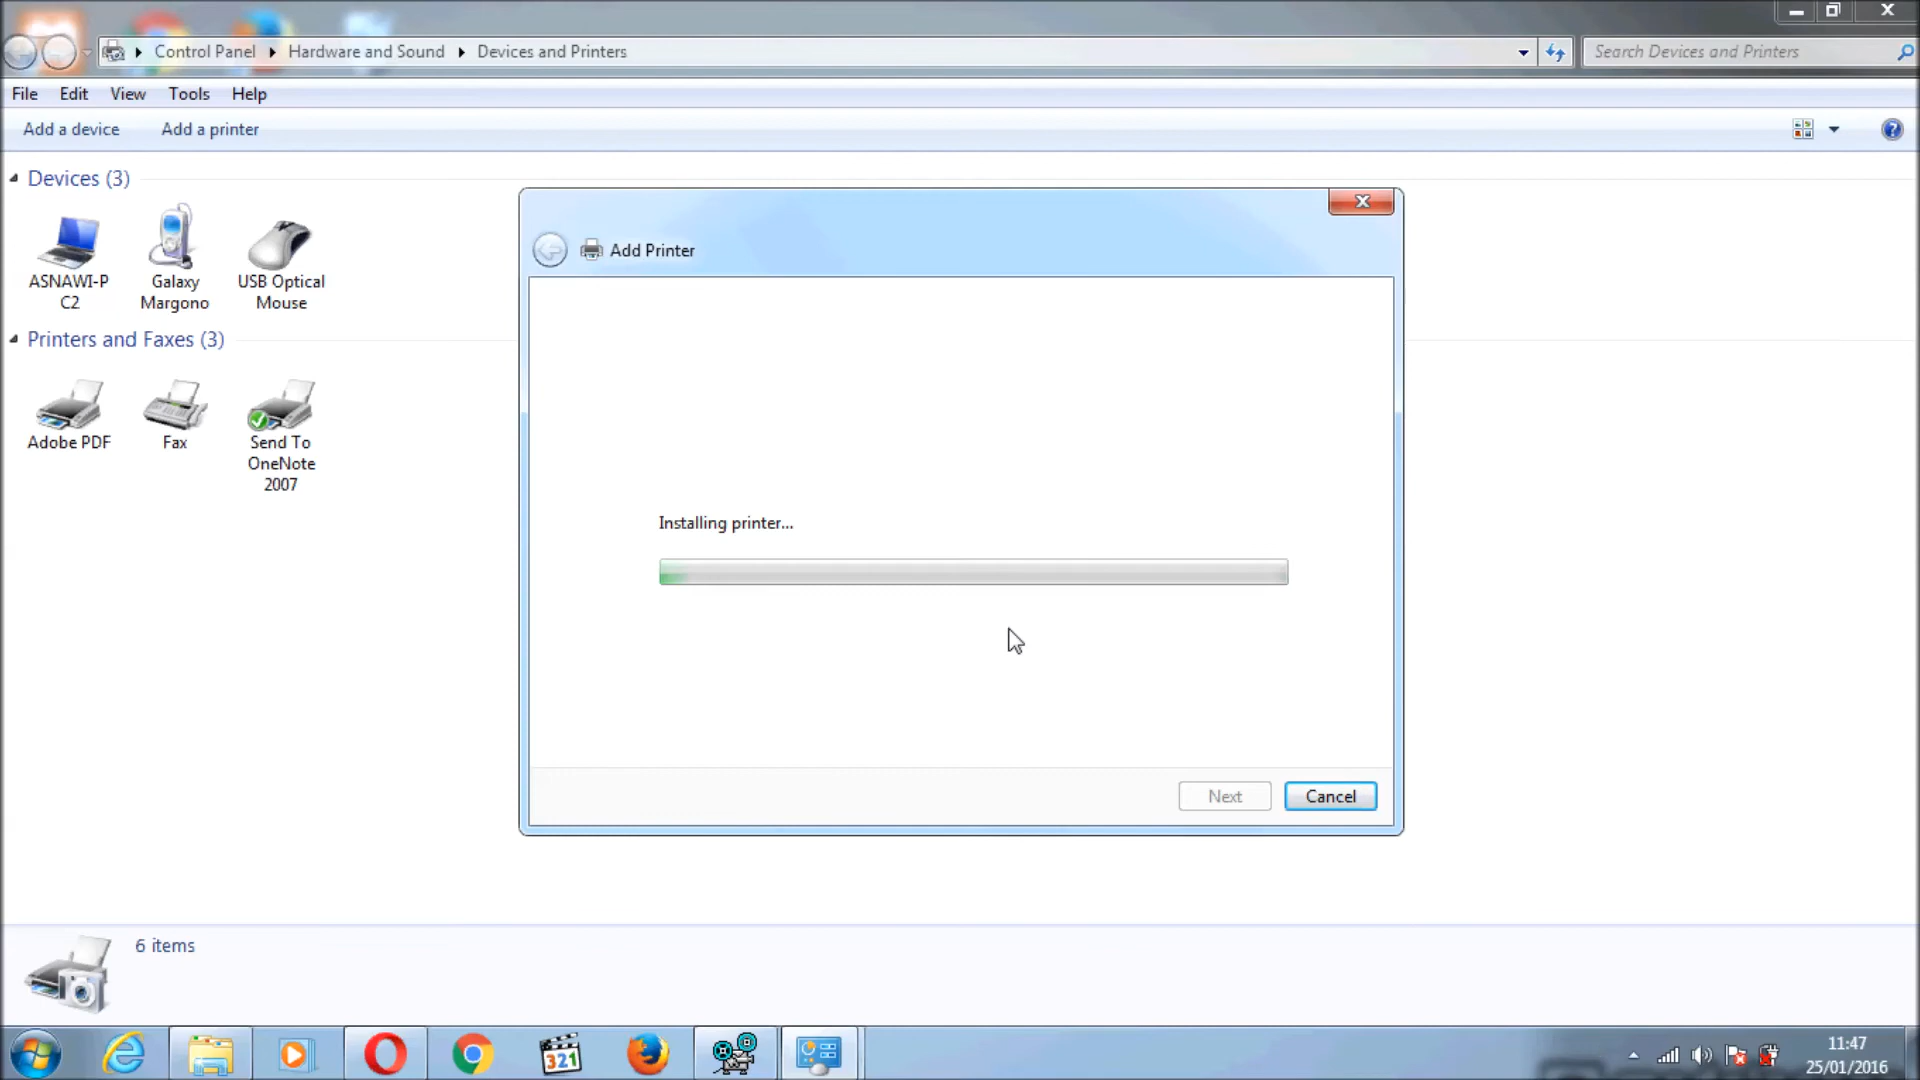 Control Panel Hardware and Sound Devices and Printers
Search Devices and Printers
File Edit View Tools Help
Add a device Add a printer
Devices (3)
ASNAWI-P
C2
Galaxy
Margono
USB Optical
Mouse
Printers and Faxes (3)
Adobe PDF
Fax
Send To
OneNote
2007
Add Printer
Installing printer...
Next Cancel
6 items
321
11:47
25/01/2016